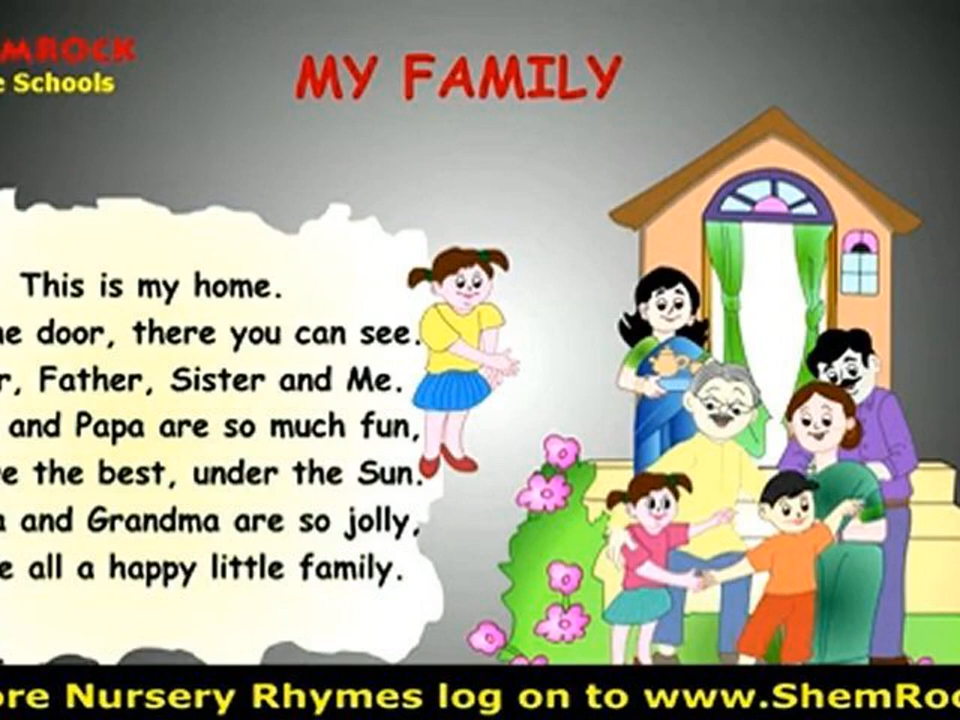 MROCK
Schools
MY FAMILY
This is my home.
door, there you can see.
Father, Sister and Me.
and Papa are so much fun,
the best, under the Sun.
and Grandma are so jolly,
all a happy little family.
Nursery Rhymes log on to www.ShemRoc